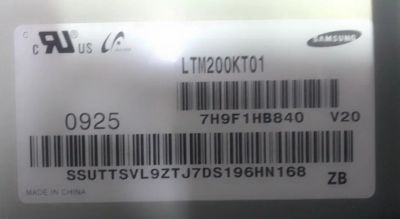 c US SAMSUNG
LTM200KT01
0925 7H9F1HB840 V20
SSUTTSVL9ZTJ7DS196HN168 ZB
MADE IN CHINA